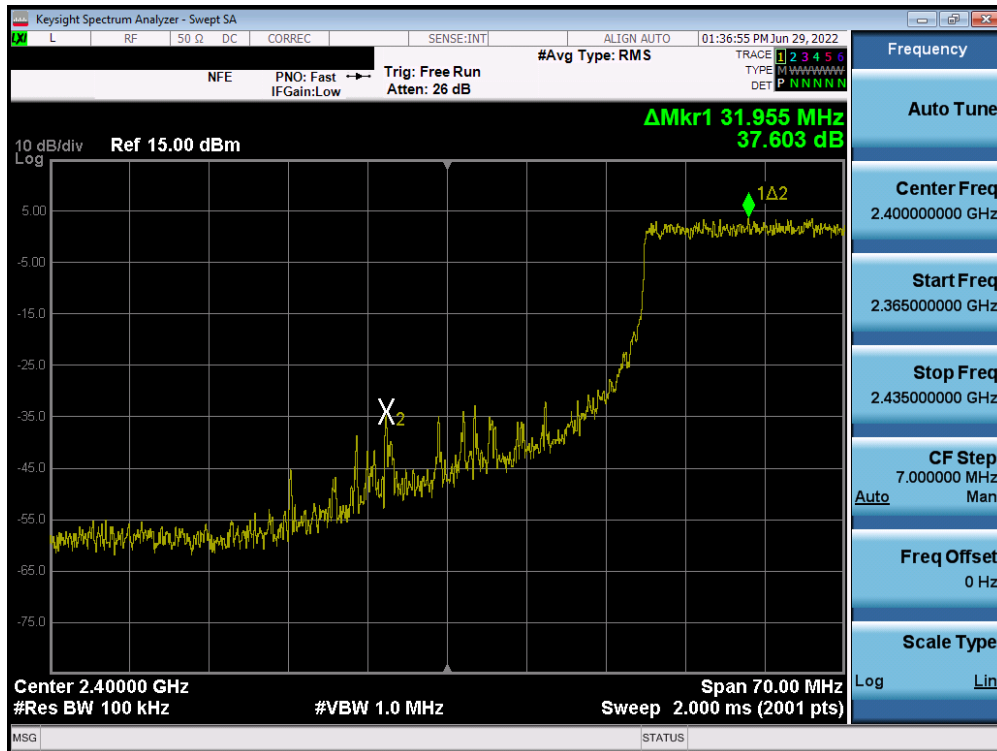 Keysight Spectrum Analyzer - Swept SA
LXI L RF 50 Ω DC CORREC SENSE:INT ALIGN AUTO 01:36:55 PM Jun 29, 2022
NFE
PNO: Fast
IFGain:Low
Trig: Free Run
Atten: 26 dB
#Avg Type: RMS
TRACE 1 2 3 4 5 6
TYPE M W W W W W
DET P N N N N N
ΔMkr1 31.955 MHz
37.603 dB
10 dB/div
Log
Ref 15.00 dBm
1Δ2
5.00
-5.00
-15.0
-25.0
-35.0
X2
-45.0
-55.0
-65.0
-75.0
Center 2.40000 GHz
Span 70.00 MHz
#Res BW 100 kHz
#VBW 1.0 MHz
Sweep 2.000 ms (2001 pts)
MSG
STATUS
Frequency
Auto Tune
Center Freq
2.400000000 GHz
Start Freq
2.365000000 GHz
Stop Freq
2.435000000 GHz
CF Step
7.000000 MHz
Auto Man
Freq Offset
0 Hz
Scale Type
Log Lin